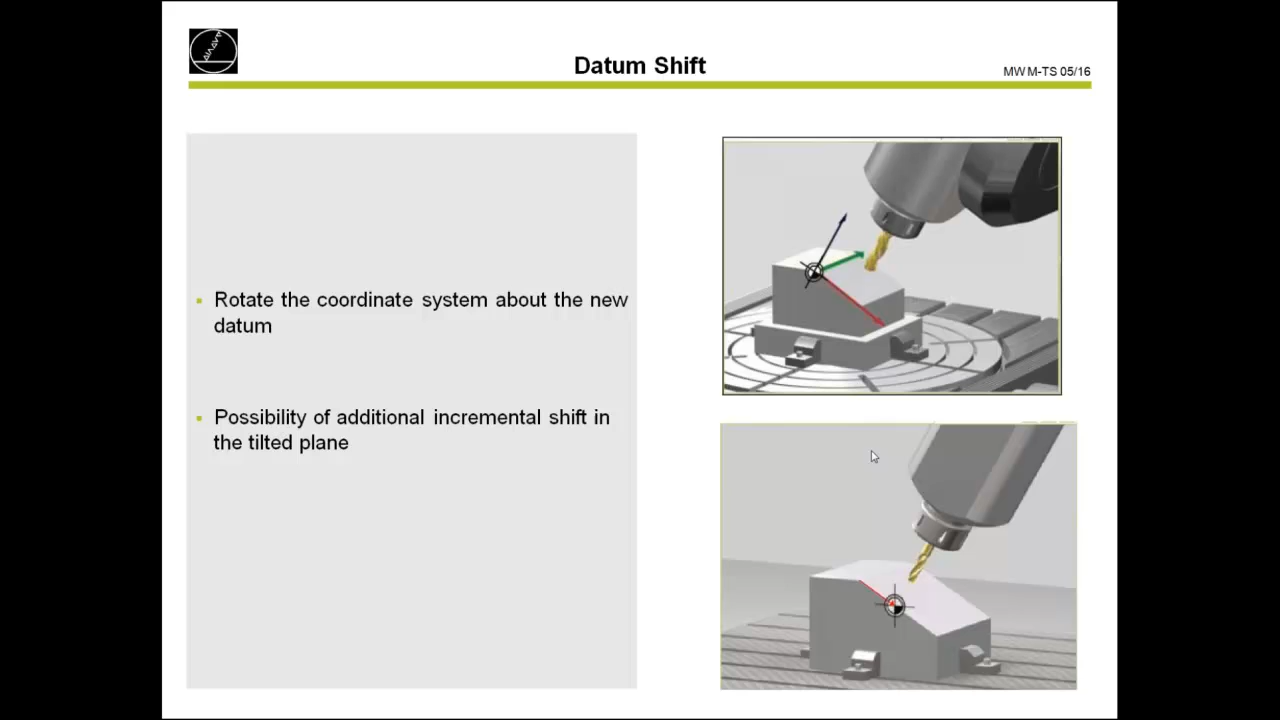 Datum Shift
MWM-TS 05/16
Rotate the coordinate system about the new
datum
Possibility of additional incremental shift in
the tilted plane